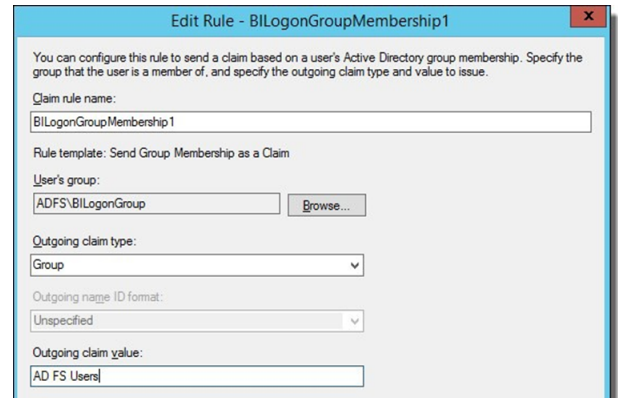 Edit Rule - BILogonGroupMembership1
x
You can configure this rule to send a claim based on a user's Active Directory group membership. Specify the
group that the user is a member of, and specify the outgoing claim type and value to issue.
Claim rule name:
BILogonGroupMembership1
Rule template: Send Group Membership as a Claim
User's group:
ADFS\BILogonGroup
Browse...
Outgoing claim type:
Group
Outgoing name ID format:
Unspecified
Outgoing claim value:
AD FS Users